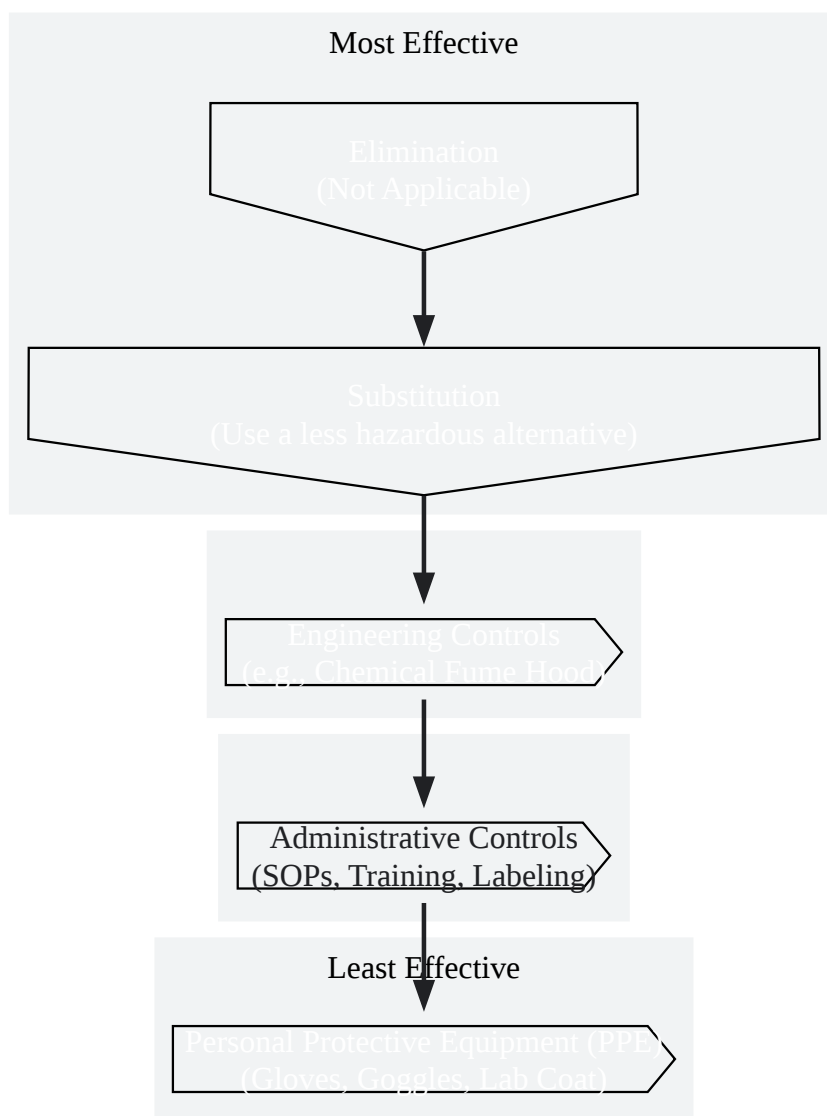 Most Effective
Elimination
(Not Applicable)
Substitution
(Use a less hazardous alternative)
Engineering Controls
(e.g., Chemical Fume Hood)
Administrative Controls
(SOPs, Training, Labeling)
Least Effective
Personal Protective Equipment (PPE)
(Gloves, Goggles, Lab Coat)